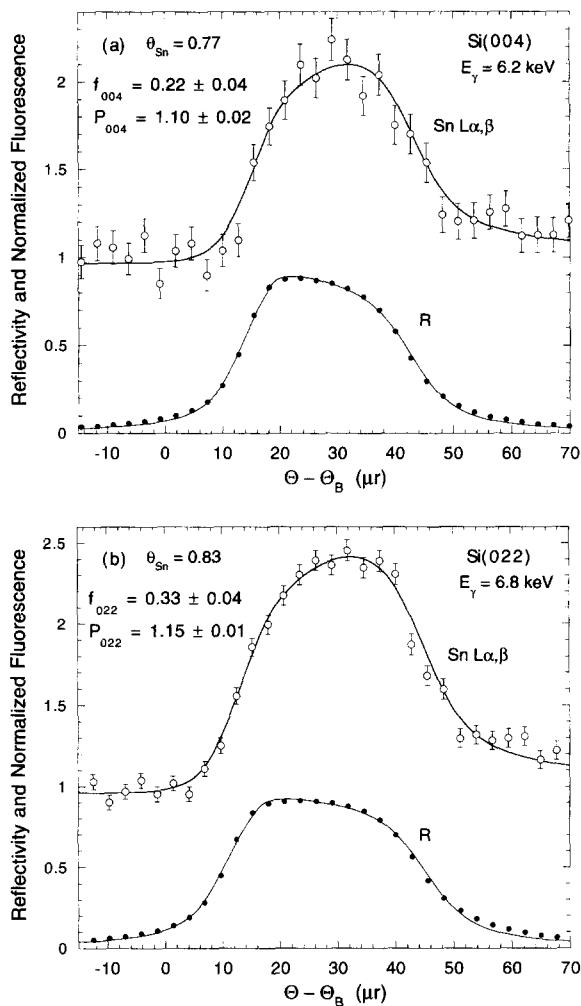 (a) θSn = 0.77
f004 = 0.22 ± 0.04
P004 = 1.10 ± 0.02
Si(004)
Eγ = 6.2 keV
Sn Lα,β
R
Reflectivity and Normalized Fluorescence
2
1.5
1
0.5
0
-10 0 10 20 30 40 50 60 70
Θ − ΘB (μr)
(b) θSn = 0.83
f022 = 0.33 ± 0.04
P022 = 1.15 ± 0.01
Si(022)
Eγ = 6.8 keV
Sn Lα,β
R
Reflectivity and Normalized Fluorescence
2.5
2
1.5
1
0.5
0
-10 0 10 20 30 40 50 60 70
Θ − ΘB (μr)